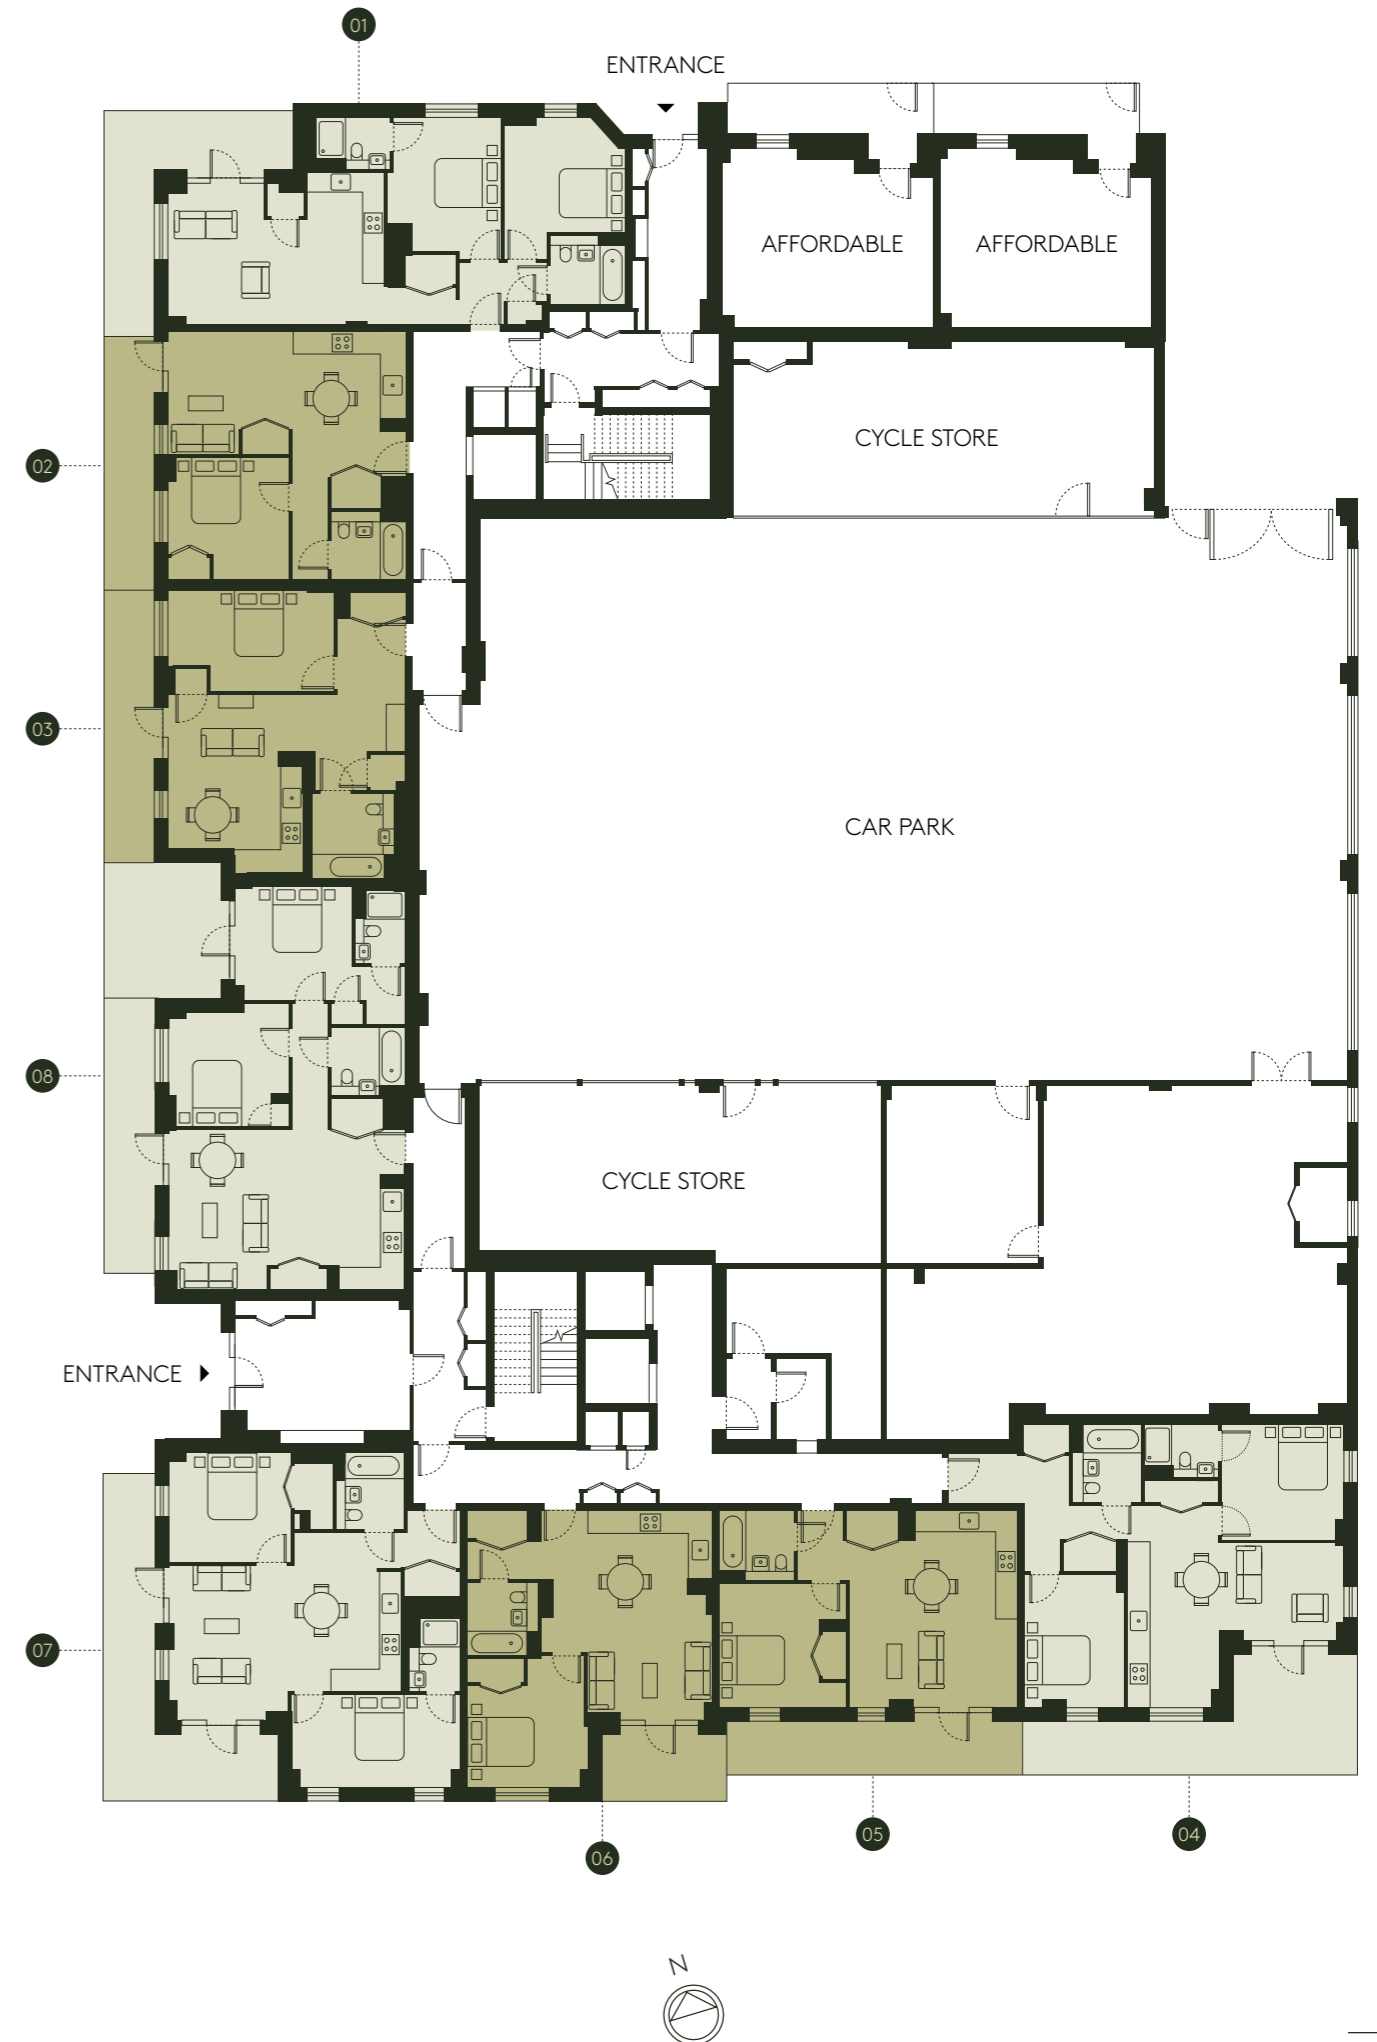 01
ENTRANCE
AFFORDABLE
AFFORDABLE
CYCLE STORE
02
03
CAR PARK
08
CYCLE STORE
ENTRANCE
07
06
05
04
N